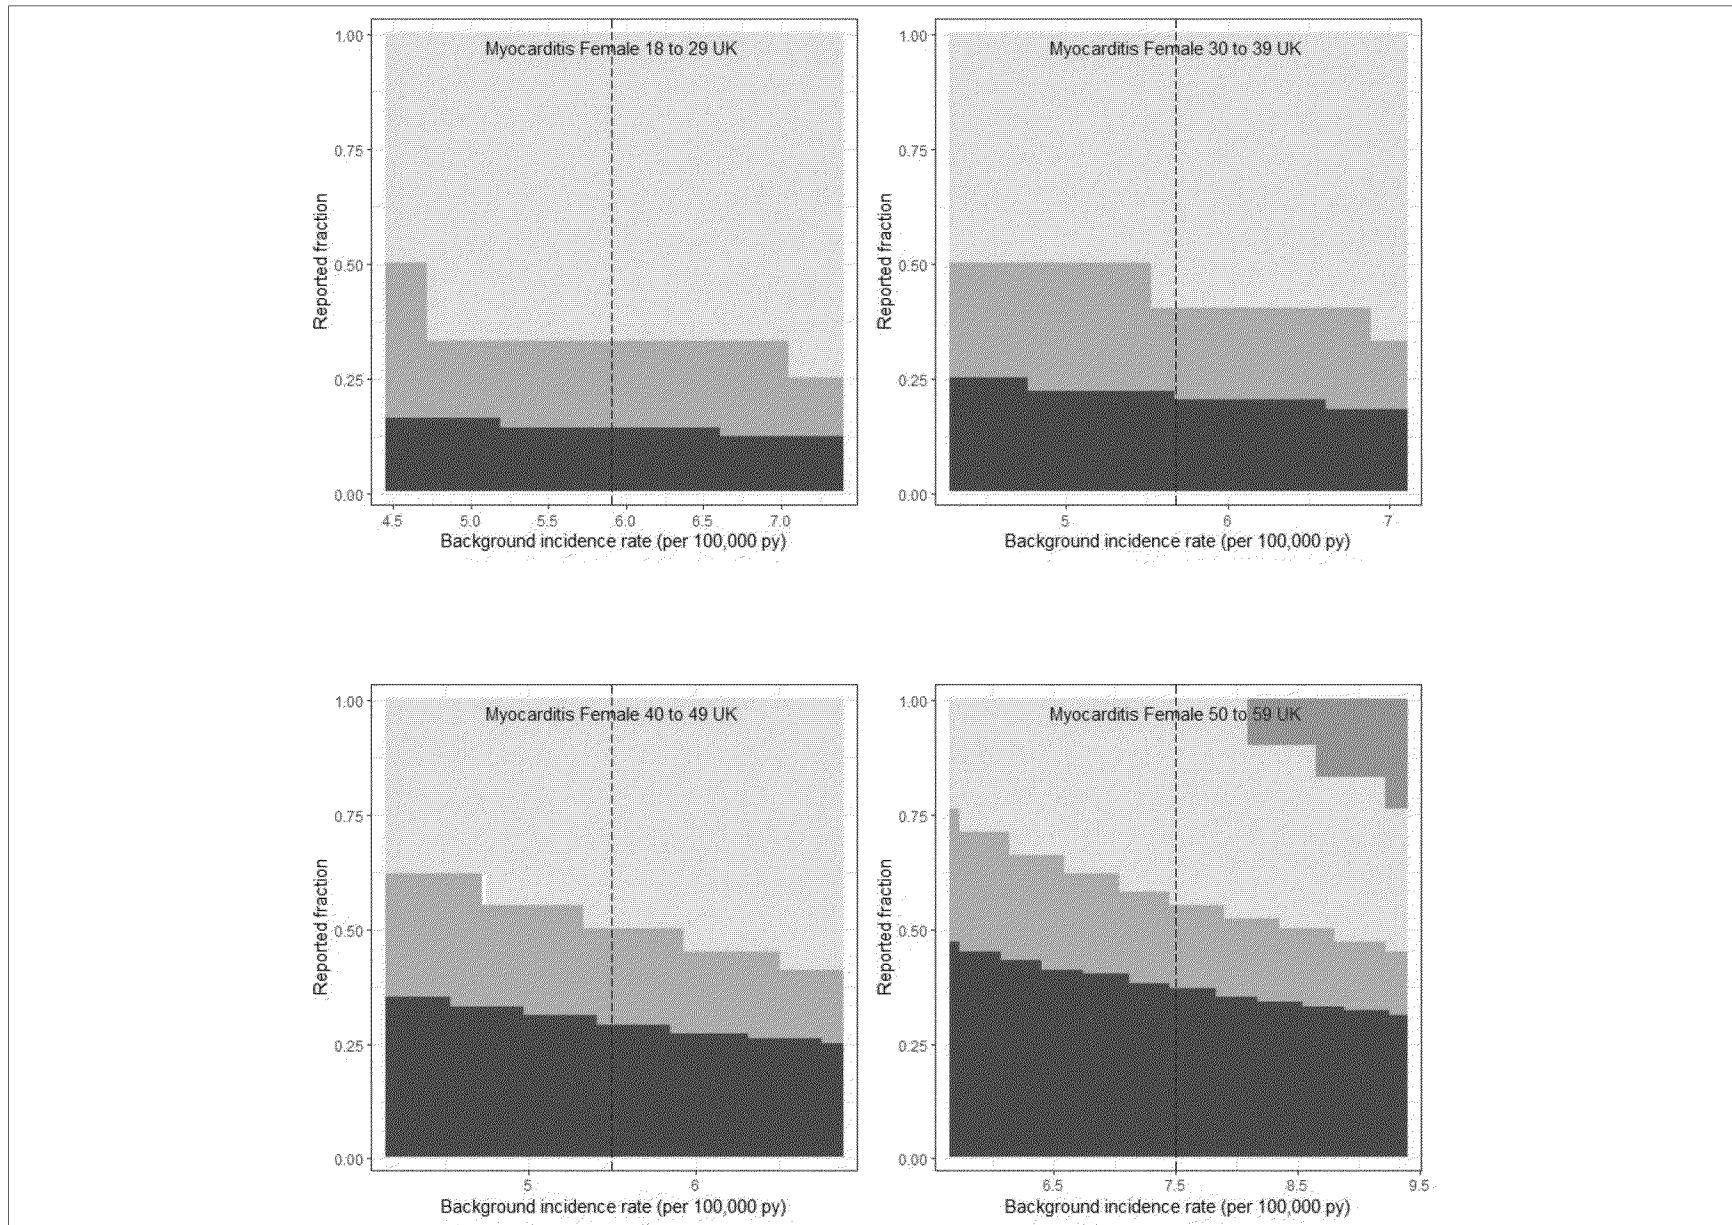 Myocarditis Female 18 to 29 UK
1.00
0.75
0.50
0.25
0.00
Reported fraction
4.5 5.0 5.5 6.0 6.5 7.0
Background incidence rate (per 100,000 py)
Myocarditis Female 30 to 39 UK
1.00
0.75
0.50
0.25
0.00
Reported fraction
5 6 7
Background incidence rate (per 100,000 py)
Myocarditis Female 40 to 49 UK
1.00
0.75
0.50
0.25
0.00
Reported fraction
5 6
Background incidence rate (per 100,000 py)
Myocarditis Female 50 to 59 UK
1.00
0.75
0.50
0.25
0.00
Reported fraction
6.5 7.5 8.5 9.5
Background incidence rate (per 100,000 py)